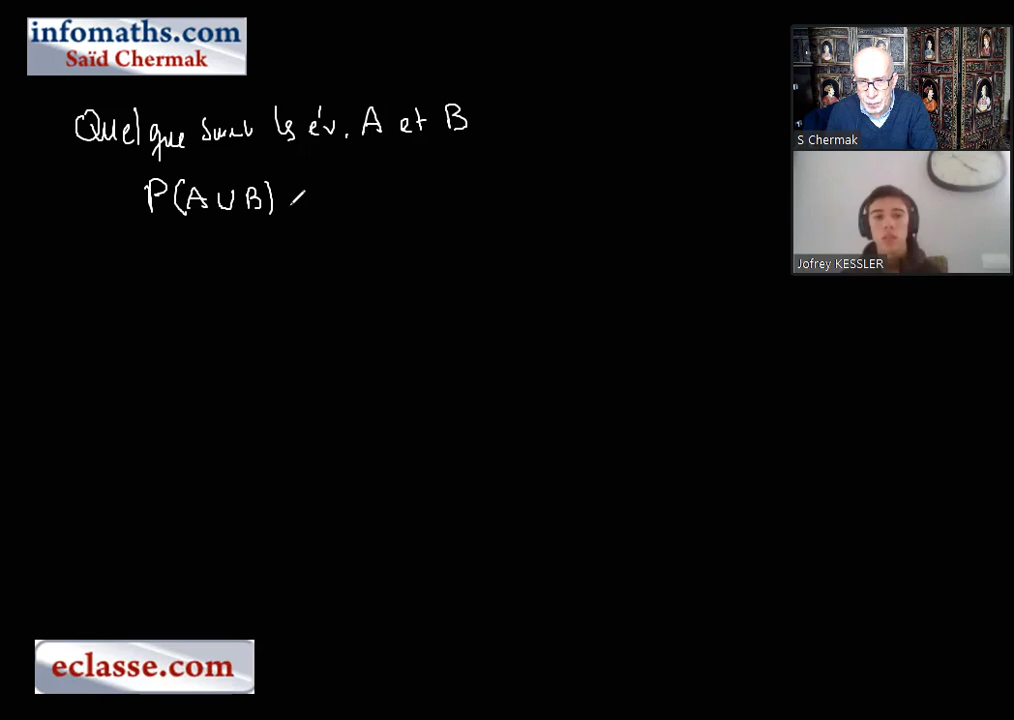 infomaths.com
Saïd Chermak
Quelque soient les év. A et B
P(A ∪ B)
S Chermak
Jofrey KESSLER
eclasse.com